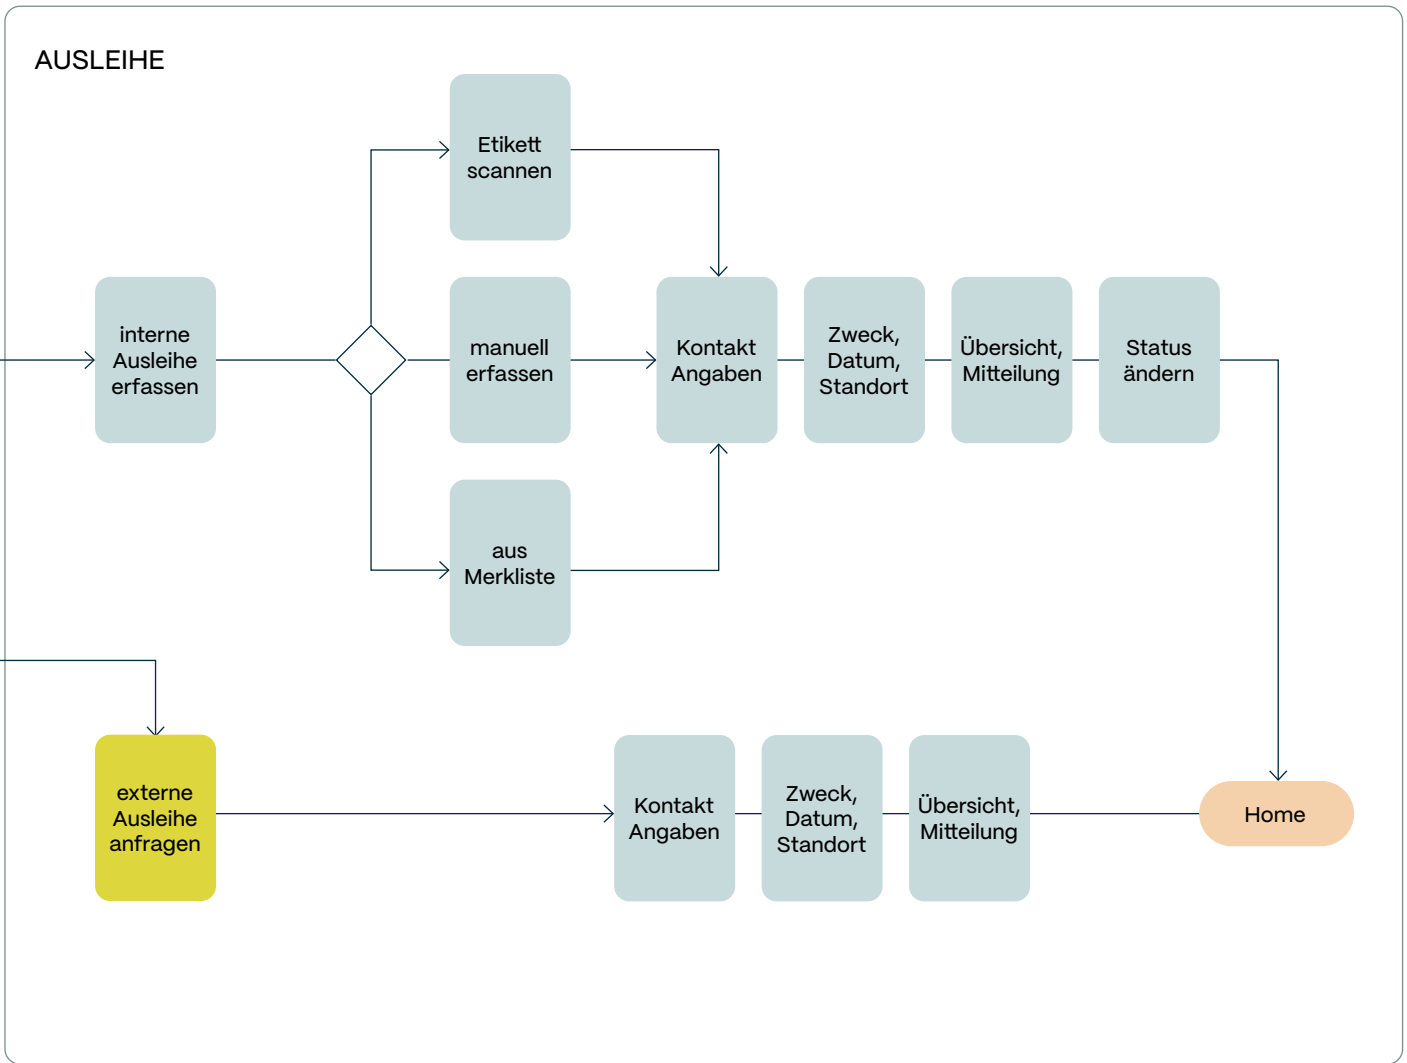 AUSLEIHE
Etikett
scannen
interne
Ausleihe
erfassen
manuell
erfassen
Kontakt
Angaben
Zweck,
Datum,
Standort
Übersicht,
Mitteilung
Status
ändern
aus
Merkliste
externe
Ausleihe
anfragen
Kontakt
Angaben
Zweck,
Datum,
Standort
Übersicht,
Mitteilung
Home